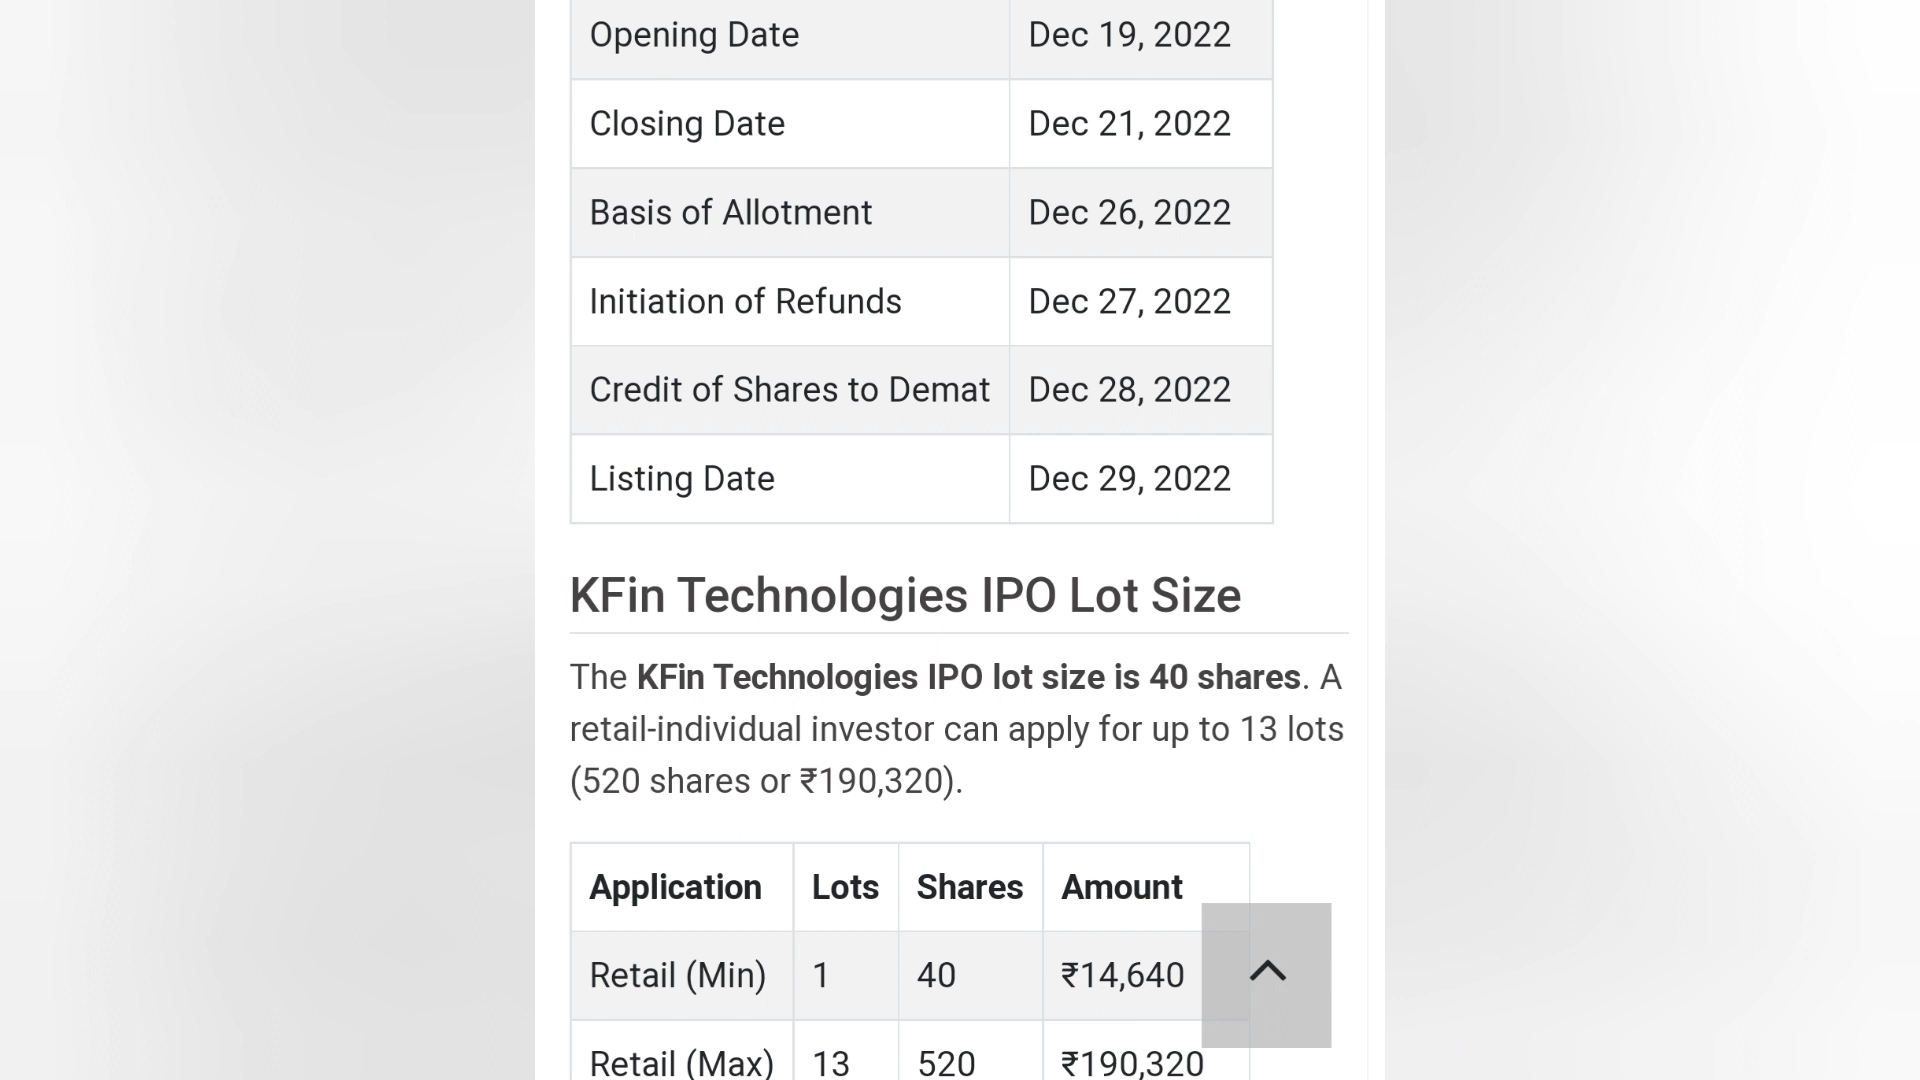 Opening Date Dec 19, 2022
Closing Date Dec 21, 2022
Basis of Allotment Dec 26, 2022
Initiation of Refunds Dec 27, 2022
Credit of Shares to Demat Dec 28, 2022
Listing Date Dec 29, 2022
KFin Technologies IPO Lot Size
The KFin Technologies IPO lot size is 40 shares. A
retail-individual investor can apply for up to 13 lots
(520 shares or ₹190,320).
Application Lots Shares Amount
Retail (Min) 1 40 ₹14,640
Retail (Max) 13 520 ₹190,320